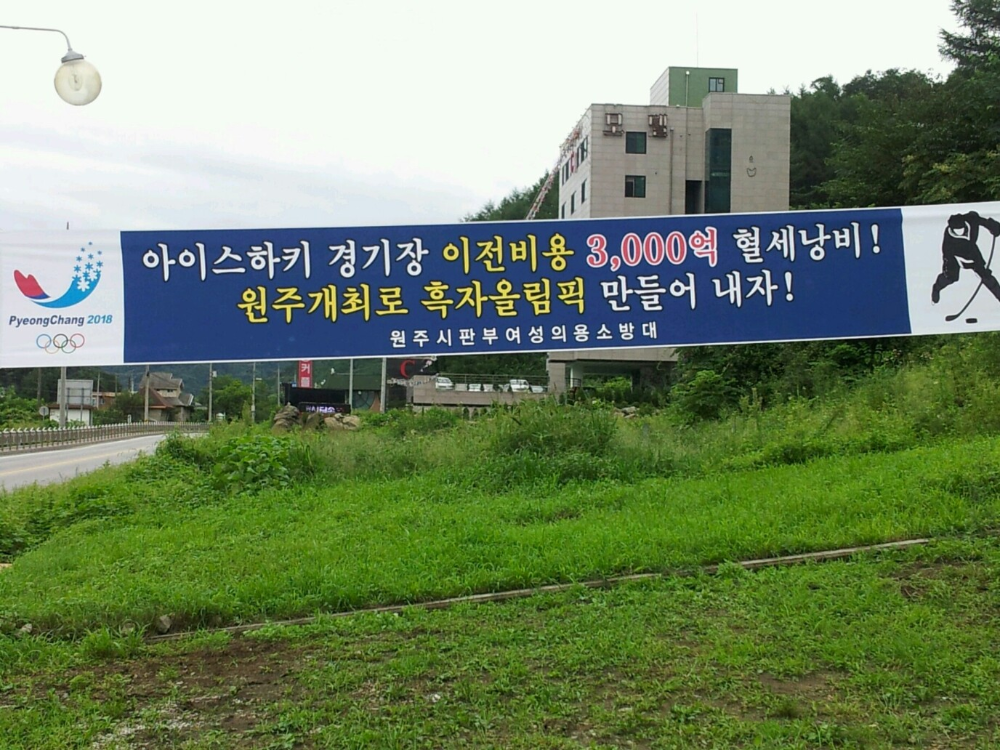 아이스하키 경기장 이전비용 3,000억 혈세낭비!
원주개최로 흑자올림픽 만들어 내자!
원주시판부여성의용소방대
PyeongChang 2018
커플